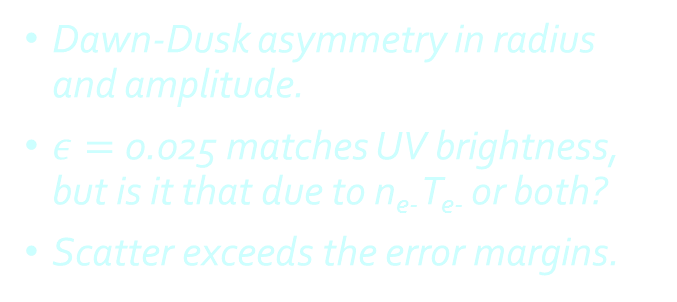 • Dawn-Dusk asymmetry in radius
and amplitude.
• ϵ = 0.025 matches UV brightness,
but is it that due to nₑ₋ Tₑ₋ or both?
• Scatter exceeds the error margins.